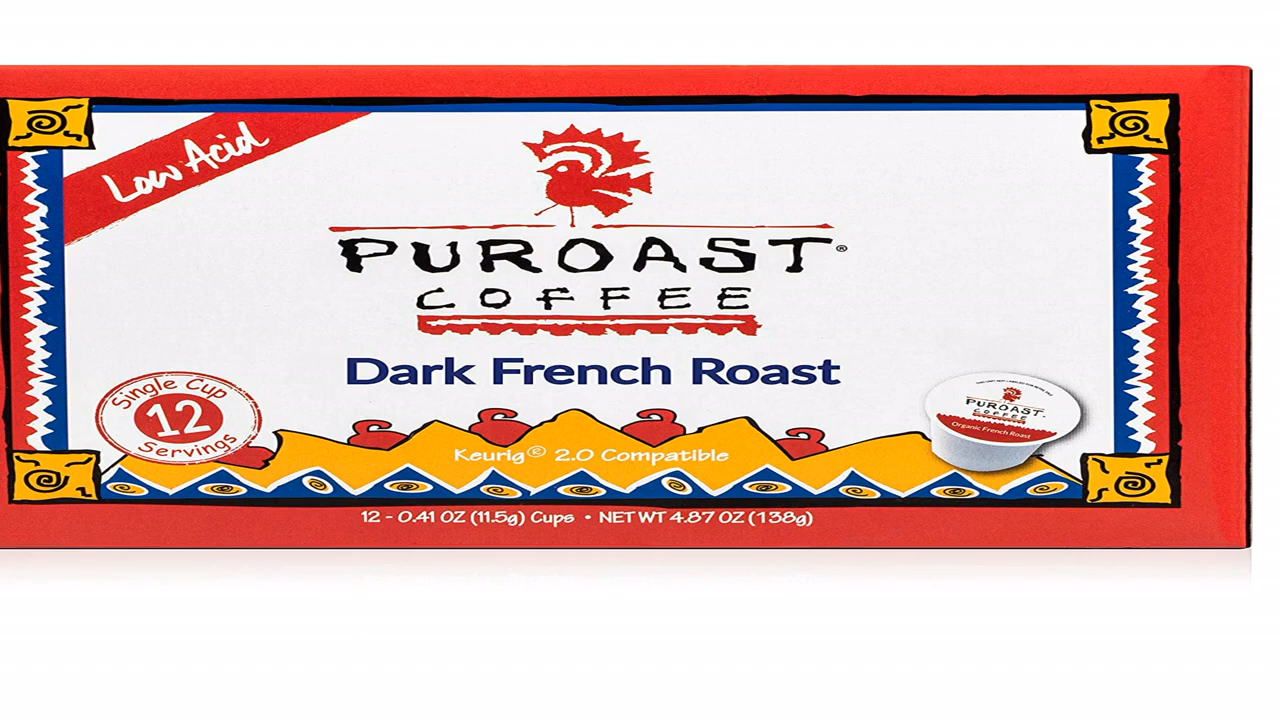 Low Acid
PUROAST®
COFFEE
Dark French Roast
Single Cup
12
Servings
PUROAST
COFFEE
Organic French Roast
Keurig® 2.0 Compatible
12 - 0.41 OZ (11.5g) Cups • NET WT 4.87 OZ (138g)